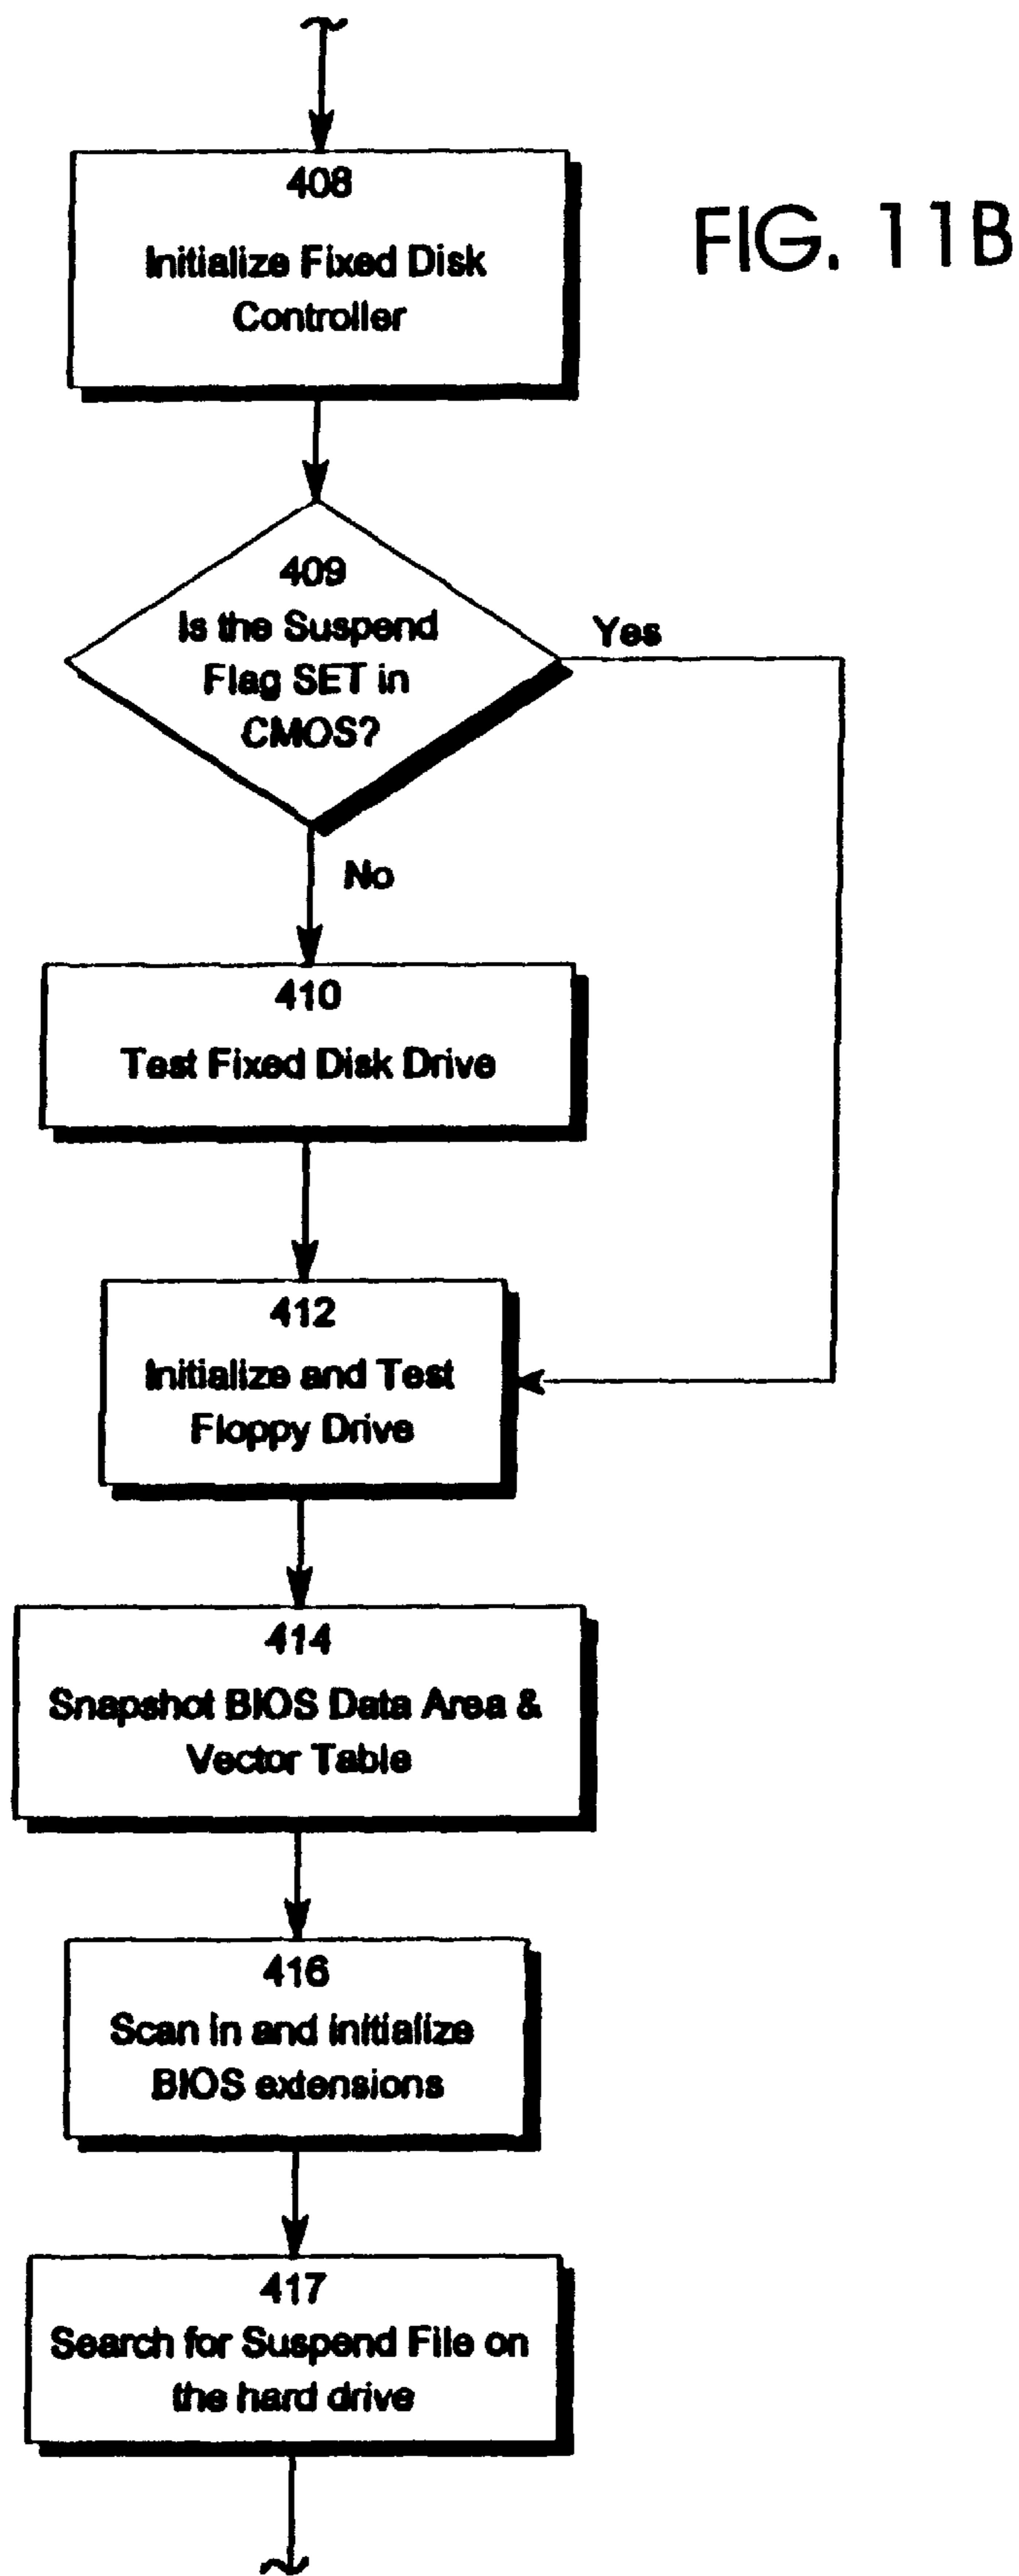 408
Initialize Fixed Disk
Controller
FIG. 11B
409
Is the Suspend
Flag SET in
CMOS?
Yes
No
410
Test Fixed Disk Drive
412
Initialize and Test
Floppy Drive
414
Snapshot BIOS Data Area &
Vector Table
416
Scan in and initialize
BIOS extensions
417
Search for Suspend File on
the hard drive